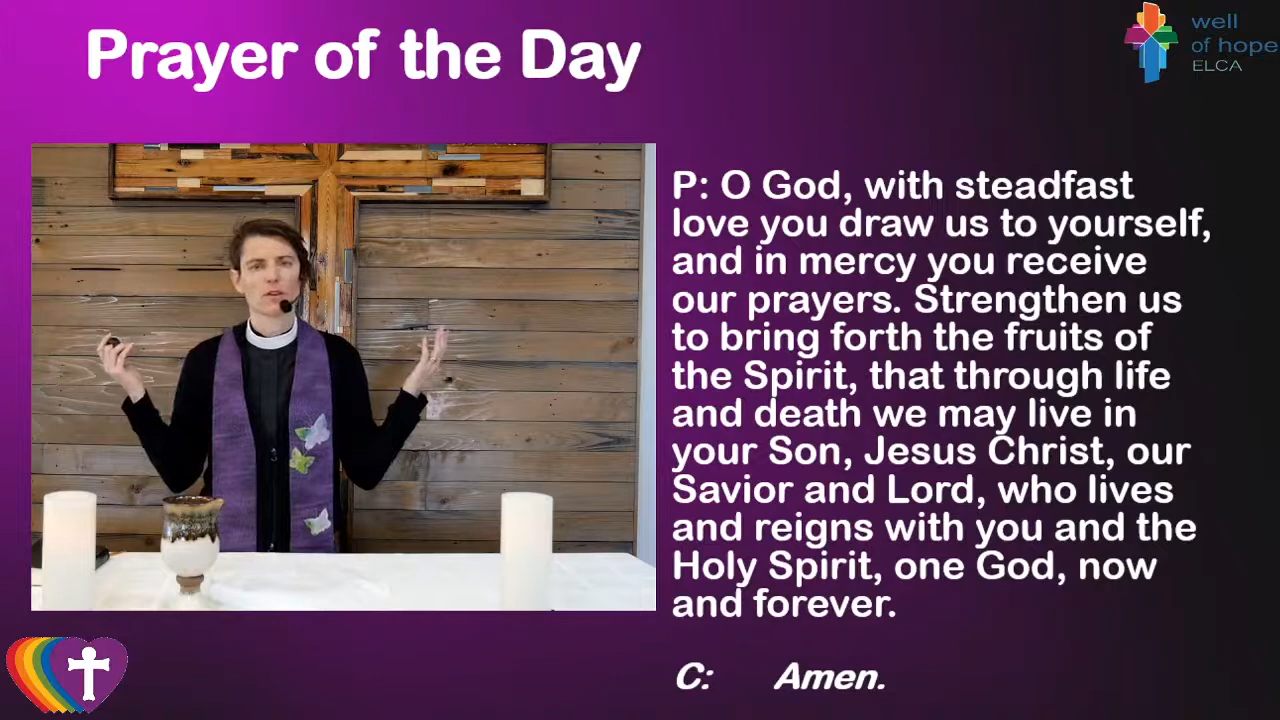 Prayer of the Day
well
of hope
ELCA
P: O God, with steadfast
love you draw us to yourself,
and in mercy you receive
our prayers. Strengthen us
to bring forth the fruits of
the Spirit, that through life
and death we may live in
your Son, Jesus Christ, our
Savior and Lord, who lives
and reigns with you and the
Holy Spirit, one God, now
and forever.
C: Amen.